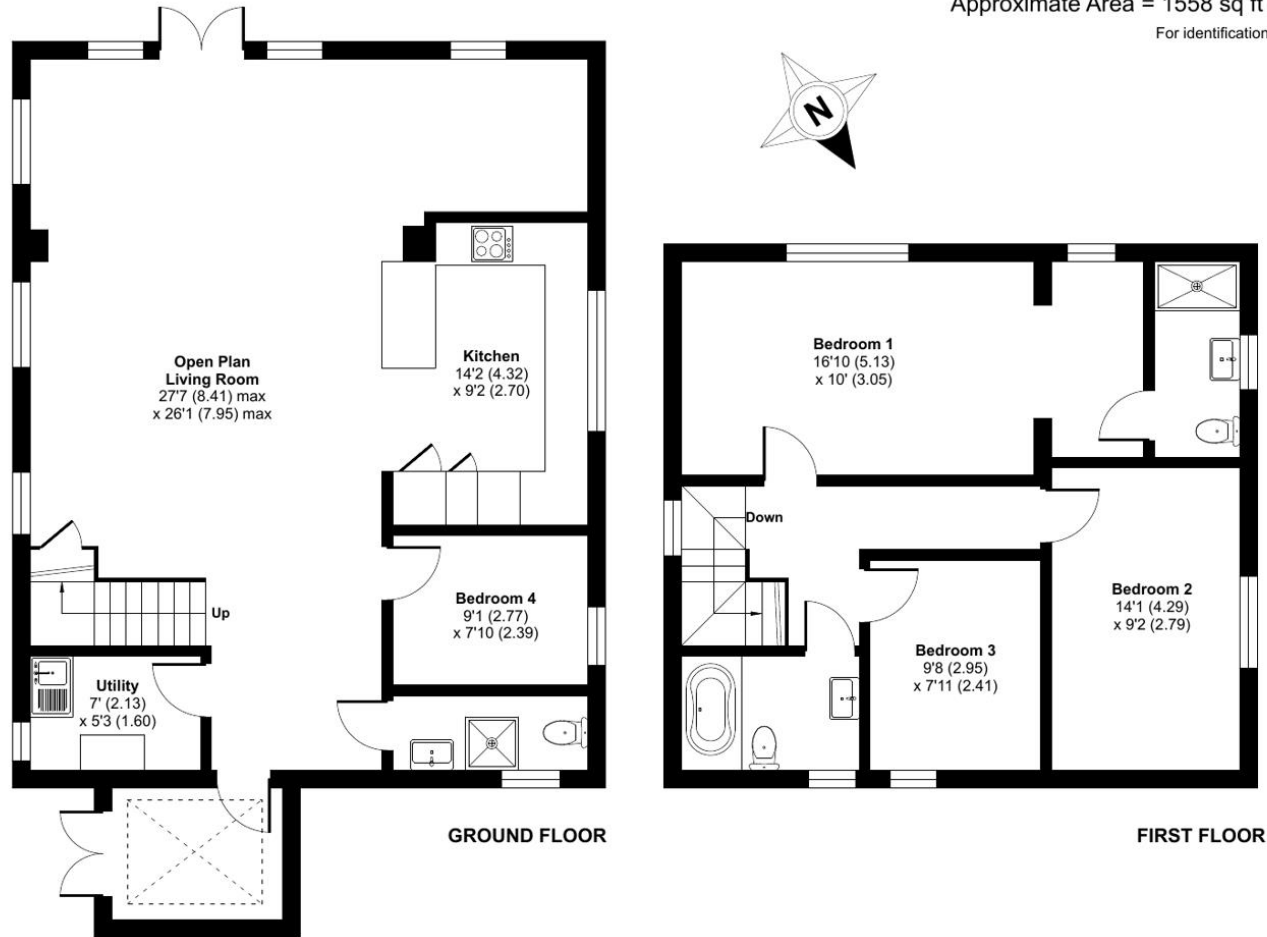 Approximate Area = 1558 sq ft
For identification
N
Open Plan
Living Room
27'7 (8.41) max
x 26'1 (7.95) max
Kitchen
14'2 (4.32)
x 9'2 (2.70)
Up
Bedroom 4
9'1 (2.77)
x 7'10 (2.39)
Utility
7' (2.13)
x 5'3 (1.60)
GROUND FLOOR
Bedroom 1
16'10 (5.13)
x 10' (3.05)
Down
Bedroom 2
14'1 (4.29)
x 9'2 (2.79)
Bedroom 3
9'8 (2.95)
x 7'11 (2.41)
FIRST FLOOR